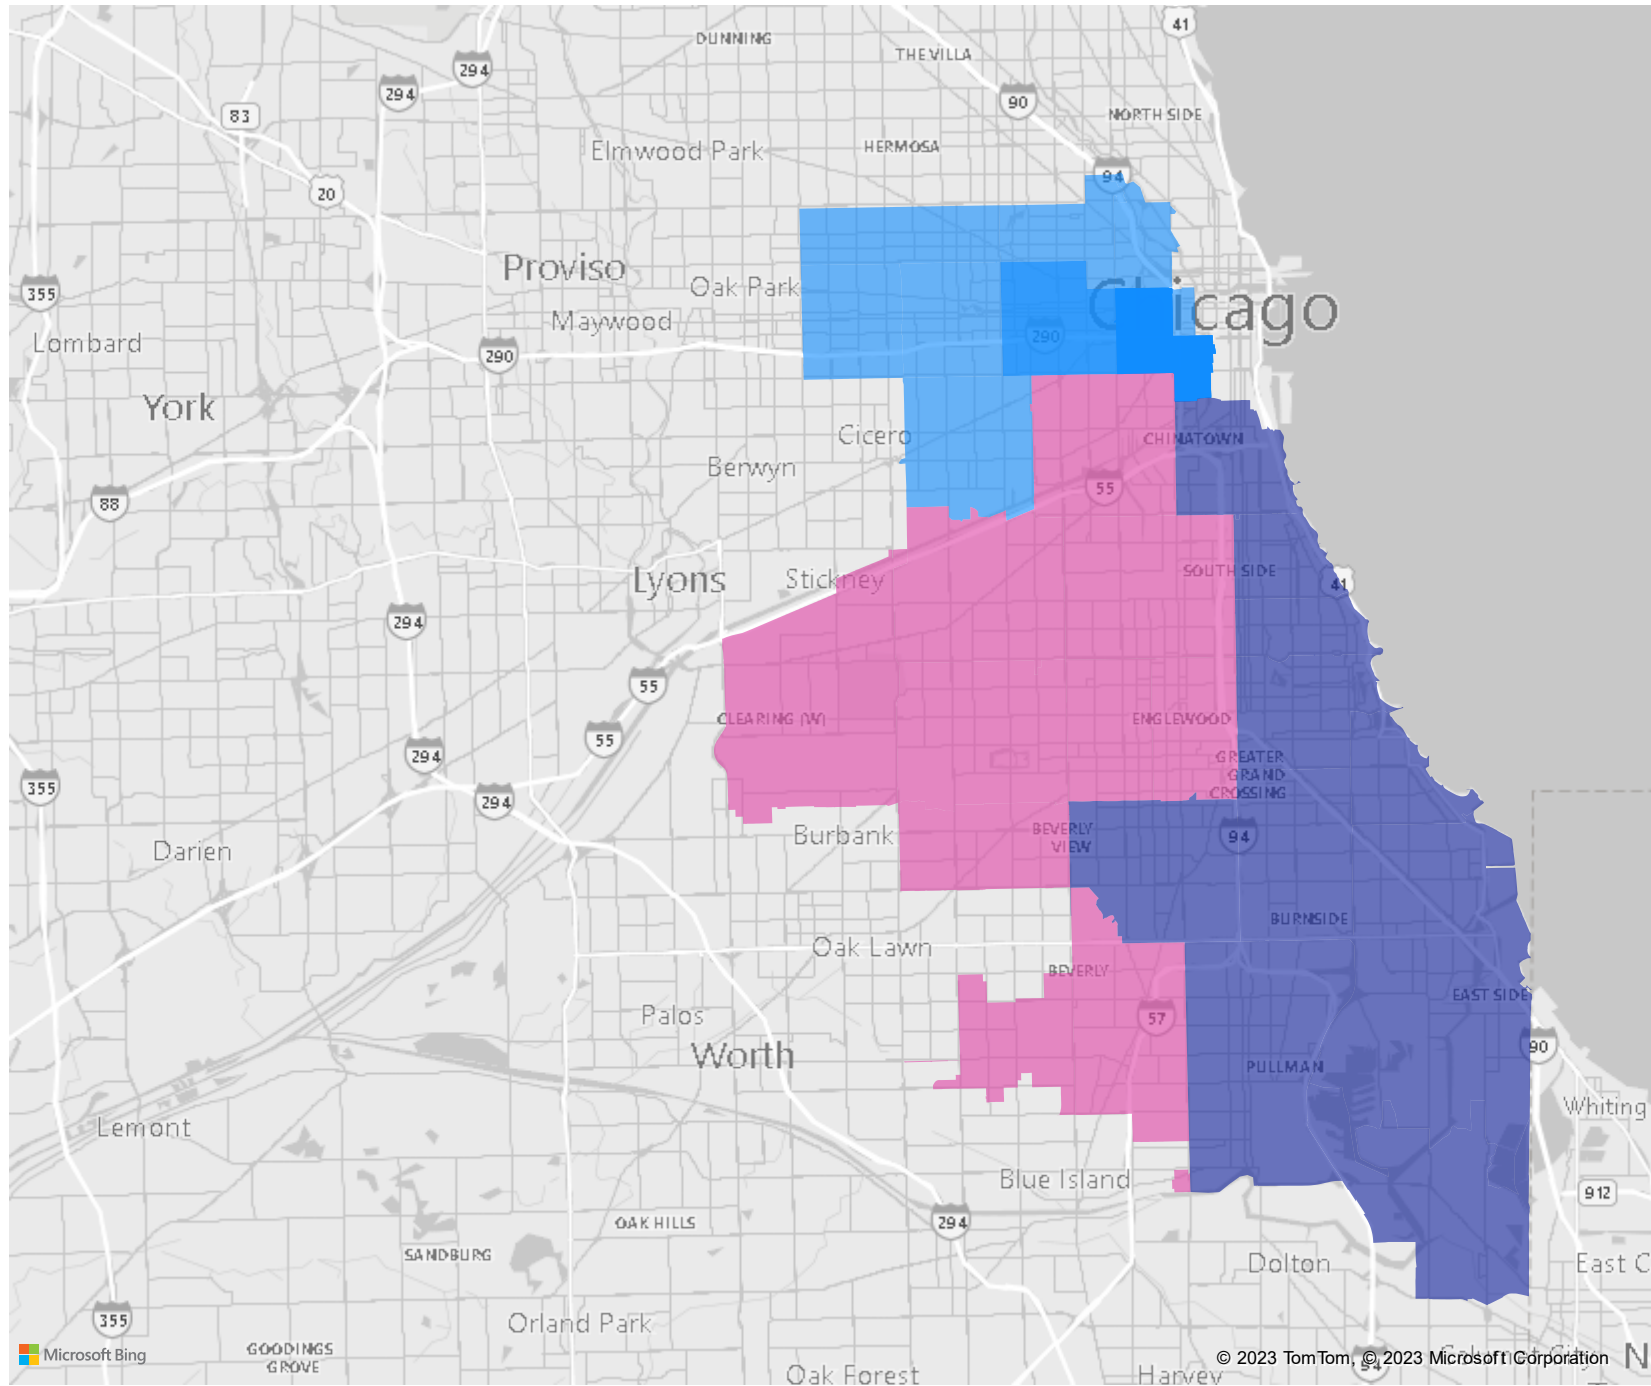 41
DUNNING
THE VILLA
294
294
90
83
NORTH SIDE
HERMOSA
Elmwood Park
94
20
Proviso
Oak Park
355
Chicago
Maywood
290
Lombard
290
York
Cicero
CHINATOWN
Berwyn
55
88
SOUTH SIDE
Lyons
Stickney
41
294
55
CLEARING (W)
ENGLEWOOD
55
294
GREATER
GRAND
CROSSING
355
294
BEVERLY
VIEW
Burbank
94
Darien
BURNSIDE
Oak Lawn
BEVERLY
EAST SIDE
Palos
57
Worth
90
PULLMAN
Whiting
Lemont
Blue Island
912
OAK HILLS
294
SANDBURG
Dolton
East C
355
Orland Park
GOODINGS
GROVE
Microsoft Bing
© 2023 TomTom, © 2023 Microsoft Corporation
Calumet City
N
94
Oak Forest
Harvey